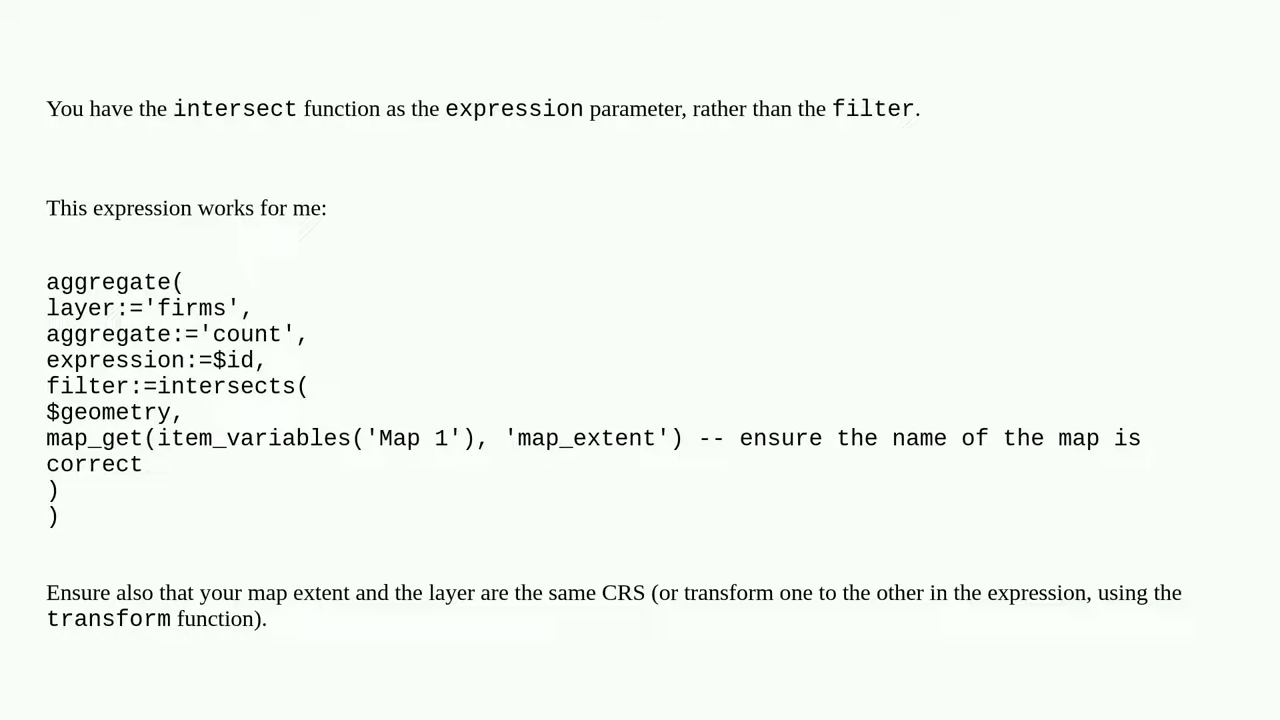 You have the intersect function as the expression parameter, rather than the filter.
This expression works for me:
aggregate(
layer:='firms',
aggregate:='count',
expression:=$id,
filter:=intersects(
$geometry,
map_get(item_variables('Map 1'), 'map_extent') -- ensure the name of the map is
correct
)
)
Ensure also that your map extent and the layer are the same CRS (or transform one to the other in the expression, using the
transform function).